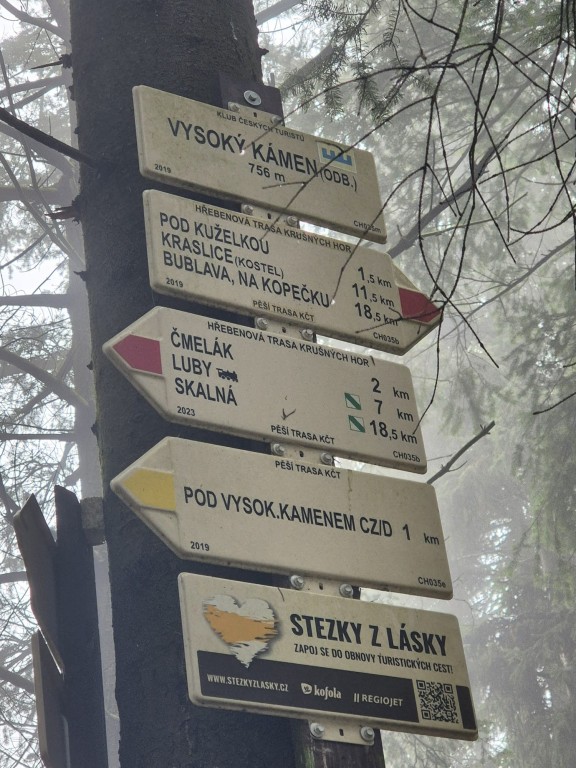 KLUB ČESKÝCH TURISTŮ
VYSOKÝ KÁMEN (ODB.)
756 m
2019
CH035m
HŘEBENOVÁ TRASA KRUŠNÝCH HOR
POD KUŽELKOU 1,5 km
KRASLICE (KOSTEL) 11,5 km
BUBLAVA, NA KOPEČKU 18,5 km
2019 PĚŠÍ TRASA KČT CH035b
HŘEBENOVÁ TRASA KRUŠNÝCH HOR
ČMELÁK 2 km
LUBY 7 km
SKALNÁ 18,5 km
2023 PĚŠÍ TRASA KČT CH035b
PĚŠÍ TRASA KČT
POD VYSOK.KAMENEM CZ/D 1 km
2019 CH035e
STEZKY Z LÁSKY
ZAPOJ SE DO OBNOVY TURISTICKÝCH CEST!
WWW.STEZKYZLASKY.CZ kofola REGIOJET